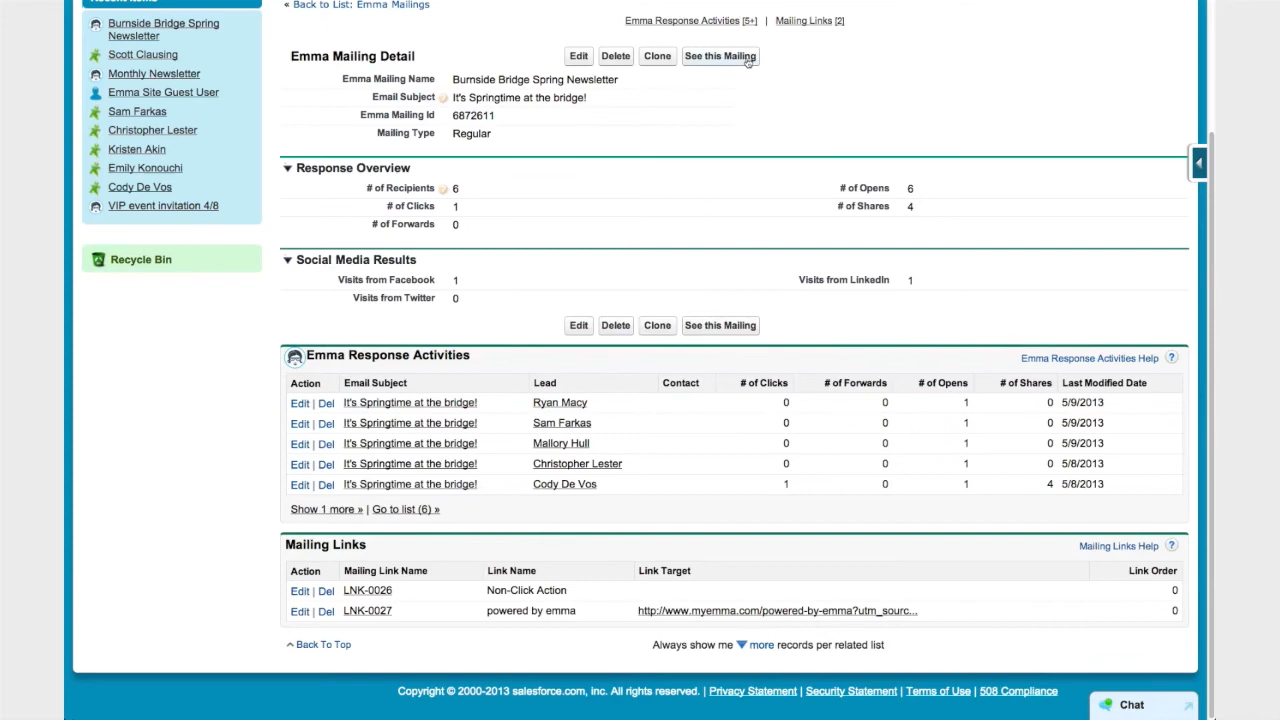 « Back to List: Emma Mailings
Emma Response Activities [5+] | Mailing Links [2]
Burnside Bridge Spring
Newsletter
Scott Clausing
Monthly Newsletter
Emma Site Guest User
Sam Farkas
Christopher Lester
Kristen Akin
Emily Konouchi
Cody De Vos
VIP event invitation 4/8
Recycle Bin
Emma Mailing Detail Edit Delete Clone See this Mailing
Emma Mailing Name Burnside Bridge Spring Newsletter
Email Subject It's Springtime at the bridge!
Emma Mailing Id 6872611
Mailing Type Regular
Response Overview
# of Recipients 6 # of Opens 6
# of Clicks 1 # of Shares 4
# of Forwards 0
Social Media Results
Visits from Facebook 1 Visits from LinkedIn 1
Visits from Twitter 0
Edit Delete Clone See this Mailing
Emma Response Activities Emma Response Activities Help ?
Action Email Subject Lead Contact # of Clicks # of Forwards # of Opens # of Shares Last Modified Date
Edit | Del It's Springtime at the bridge! Ryan Macy 0 0 1 0 5/9/2013
Edit | Del It's Springtime at the bridge! Sam Farkas 0 0 1 0 5/9/2013
Edit | Del It's Springtime at the bridge! Mallory Hull 0 0 1 0 5/9/2013
Edit | Del It's Springtime at the bridge! Christopher Lester 0 0 1 0 5/8/2013
Edit | Del It's Springtime at the bridge! Cody De Vos 1 0 1 4 5/8/2013
Show 1 more » | Go to list (6) »
Mailing Links Mailing Links Help ?
Action Mailing Link Name Link Name Link Target Link Order
Edit | Del LNK-0026 Non-Click Action 0
Edit | Del LNK-0027 powered by emma http://www.myemma.com/powered-by-emma?utm_sourc... 0
Back To Top Always show me more records per related list
Copyright © 2000-2013 salesforce.com, inc. All rights reserved. | Privacy Statement | Security Statement | Terms of Use | 508 Compliance
Chat